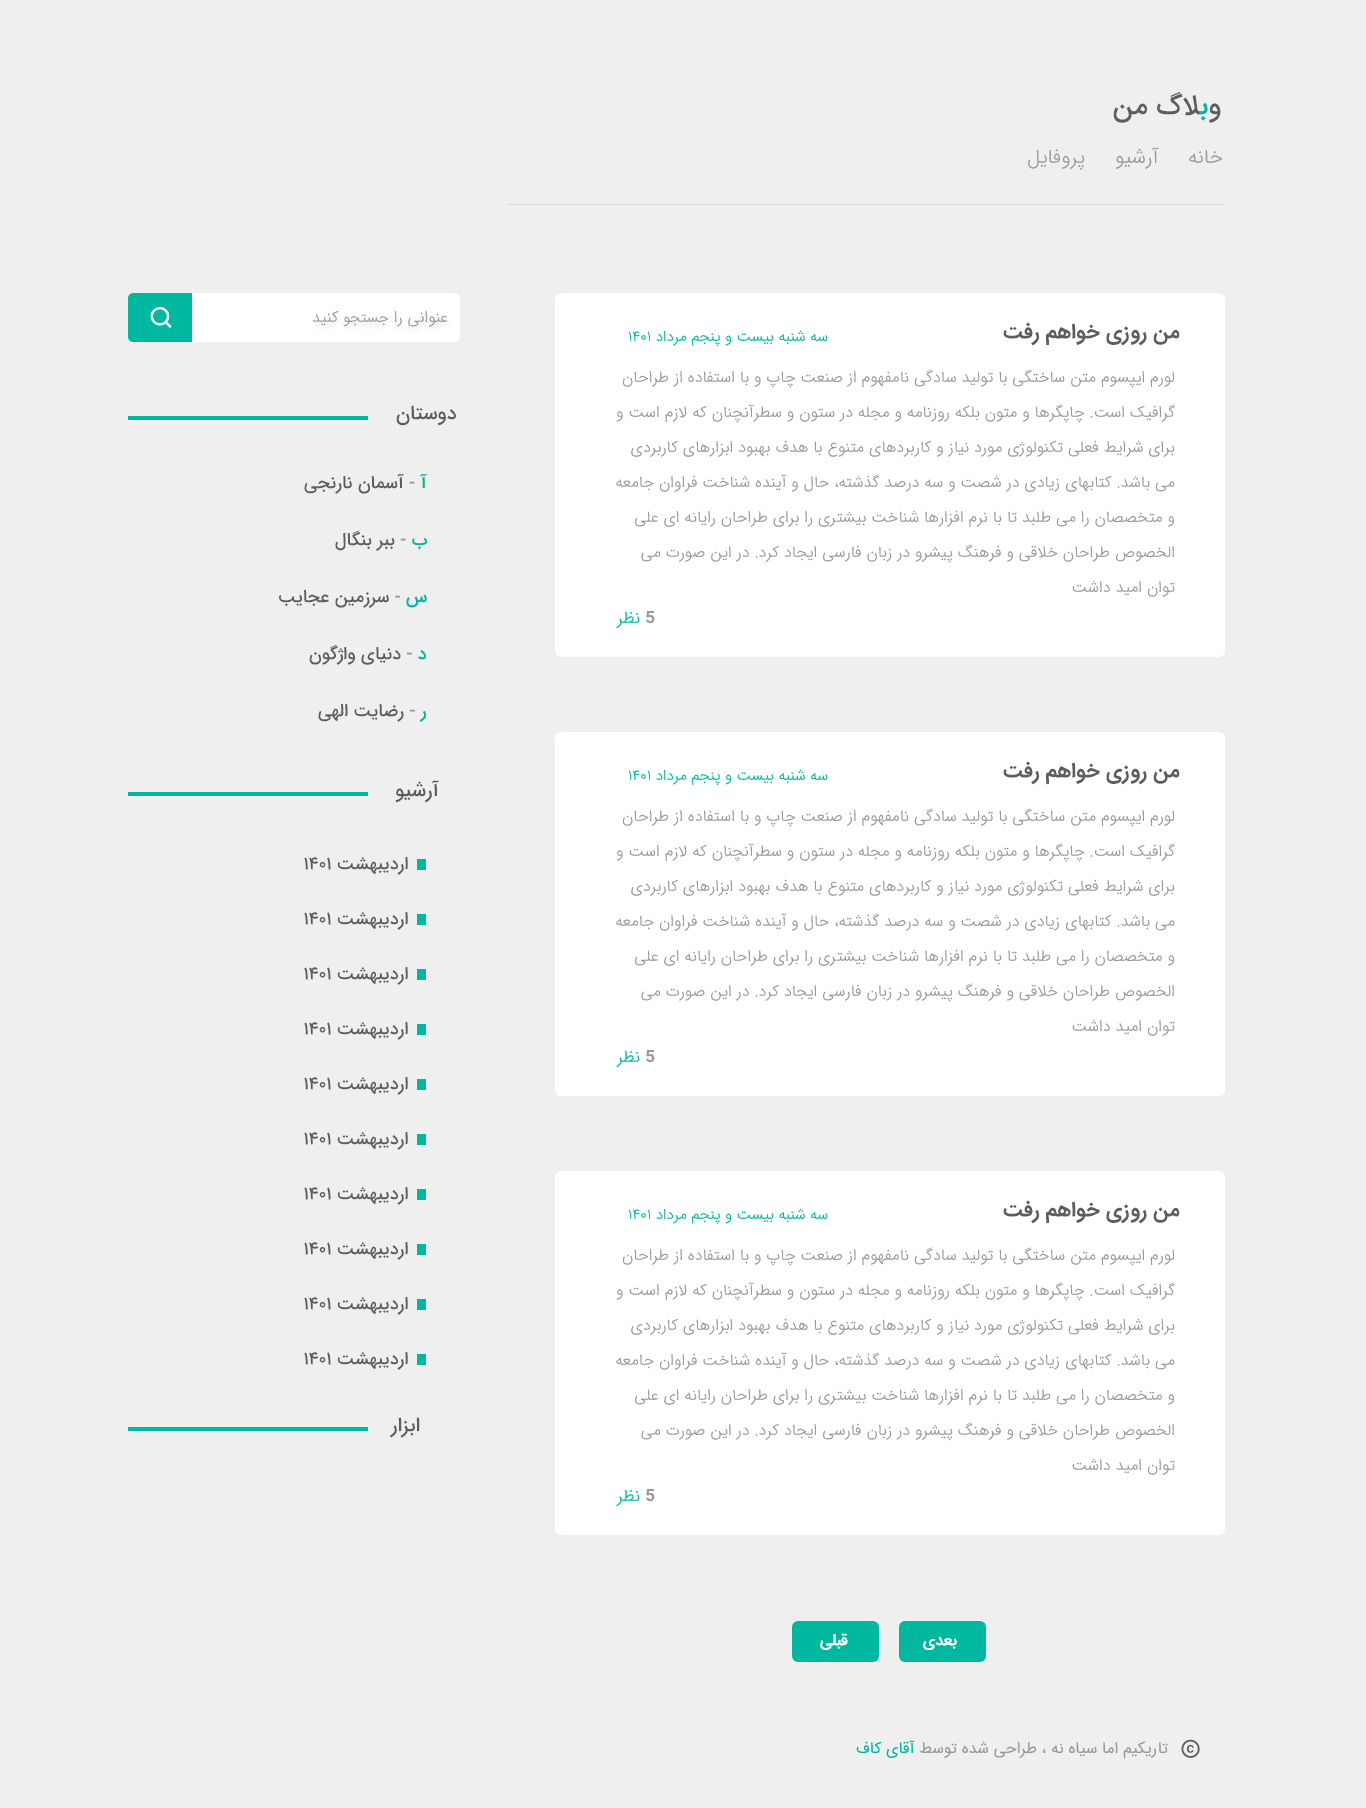 وبلاگ من
خانه آرشیو پروفایل
من روزی خواهم رفت
سه شنبه بیست و پنجم مرداد ۱۴۰۱
لورم ایپسوم متن ساختگی با تولید سادگی نامفهوم از صنعت چاپ و با استفاده از طراحان
گرافیک است. چاپگرها و متون بلکه روزنامه و مجله در ستون و سطرآنچنان که لازم است و
برای شرایط فعلی تکنولوژی مورد نیاز و کاربردهای متنوع با هدف بهبود ابزارهای کاربردی
می باشد. کتابهای زیادی در شصت و سه درصد گذشته، حال و آینده شناخت فراوان جامعه
و متخصصان را می طلبد تا با نرم افزارها شناخت بیشتری را برای طراحان رایانه ای علی
الخصوص طراحان خلاقی و فرهنگ پیشرو در زبان فارسی ایجاد کرد. در این صورت می
توان امید داشت
5 نظر
من روزی خواهم رفت
سه شنبه بیست و پنجم مرداد ۱۴۰۱
لورم ایپسوم متن ساختگی با تولید سادگی نامفهوم از صنعت چاپ و با استفاده از طراحان
گرافیک است. چاپگرها و متون بلکه روزنامه و مجله در ستون و سطرآنچنان که لازم است و
برای شرایط فعلی تکنولوژی مورد نیاز و کاربردهای متنوع با هدف بهبود ابزارهای کاربردی
می باشد. کتابهای زیادی در شصت و سه درصد گذشته، حال و آینده شناخت فراوان جامعه
و متخصصان را می طلبد تا با نرم افزارها شناخت بیشتری را برای طراحان رایانه ای علی
الخصوص طراحان خلاقی و فرهنگ پیشرو در زبان فارسی ایجاد کرد. در این صورت می
توان امید داشت
5 نظر
من روزی خواهم رفت
سه شنبه بیست و پنجم مرداد ۱۴۰۱
لورم ایپسوم متن ساختگی با تولید سادگی نامفهوم از صنعت چاپ و با استفاده از طراحان
گرافیک است. چاپگرها و متون بلکه روزنامه و مجله در ستون و سطرآنچنان که لازم است و
برای شرایط فعلی تکنولوژی مورد نیاز و کاربردهای متنوع با هدف بهبود ابزارهای کاربردی
می باشد. کتابهای زیادی در شصت و سه درصد گذشته، حال و آینده شناخت فراوان جامعه
و متخصصان را می طلبد تا با نرم افزارها شناخت بیشتری را برای طراحان رایانه ای علی
الخصوص طراحان خلاقی و فرهنگ پیشرو در زبان فارسی ایجاد کرد. در این صورت می
توان امید داشت
5 نظر
بعدی قبلی
عنوانی را جستجو کنید
دوستان
آ - آسمان نارنجی
ب - ببر بنگال
س - سرزمین عجایب
د - دنیای واژگون
ر - رضایت الهی
آرشیو
اردیبهشت ۱۴۰۱
اردیبهشت ۱۴۰۱
اردیبهشت ۱۴۰۱
اردیبهشت ۱۴۰۱
اردیبهشت ۱۴۰۱
اردیبهشت ۱۴۰۱
اردیبهشت ۱۴۰۱
اردیبهشت ۱۴۰۱
اردیبهشت ۱۴۰۱
اردیبهشت ۱۴۰۱
ابزار
© تاریکیم اما سیاه نه ، طراحی شده توسط آقای کاف